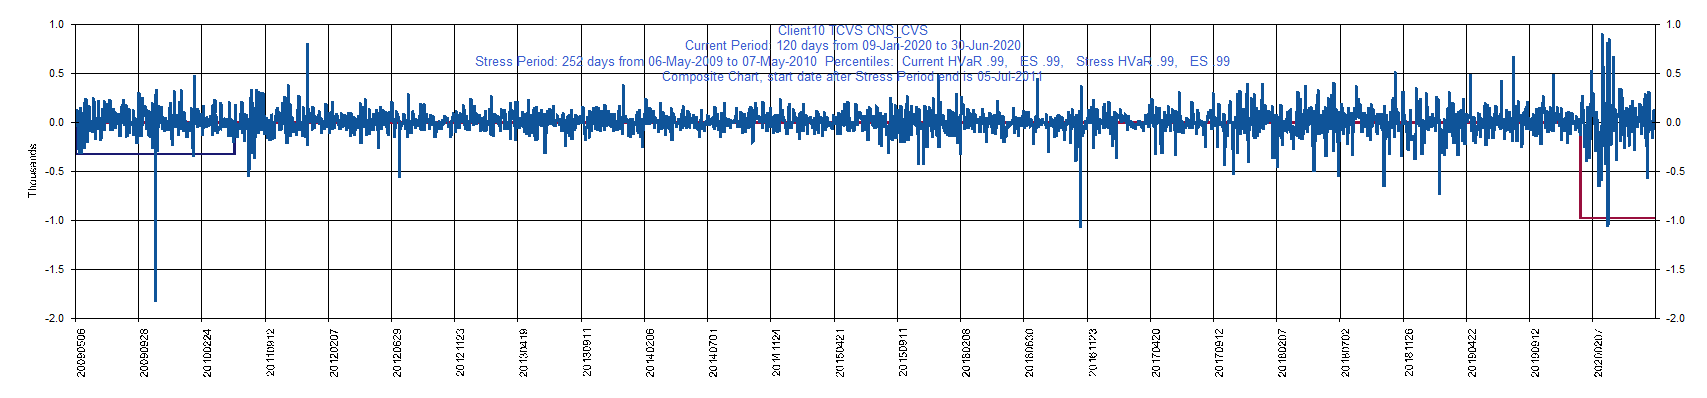 Client10 TCVS CNS_CVS
Current Period: 120 days from 09-Jan-2020 to 30-Jun-2020
Stress Period: 252 days from 06-May-2009 to 07-May-2010 Percentiles: Current HVaR .99, ES .99, Stress HVaR .99, ES .99
Composite Chart, start date after Stress Period end is 05-Jul-2011
1.0 1.0
0.5 0.5
0.0 0.0
-0.5 -0.5
-1.0 -1.0
-1.5 -1.5
-2.0 -2.0
Thousands
20090506 20090928 20100224 20110912 20120207 20120629 20121123 20130419 20130911 20140206 20140701 20141124 20150421 20150911 20160208 20160630 20161123 20170420 20170912 20180207 20180702 20181126 20190422 20190912 20200207